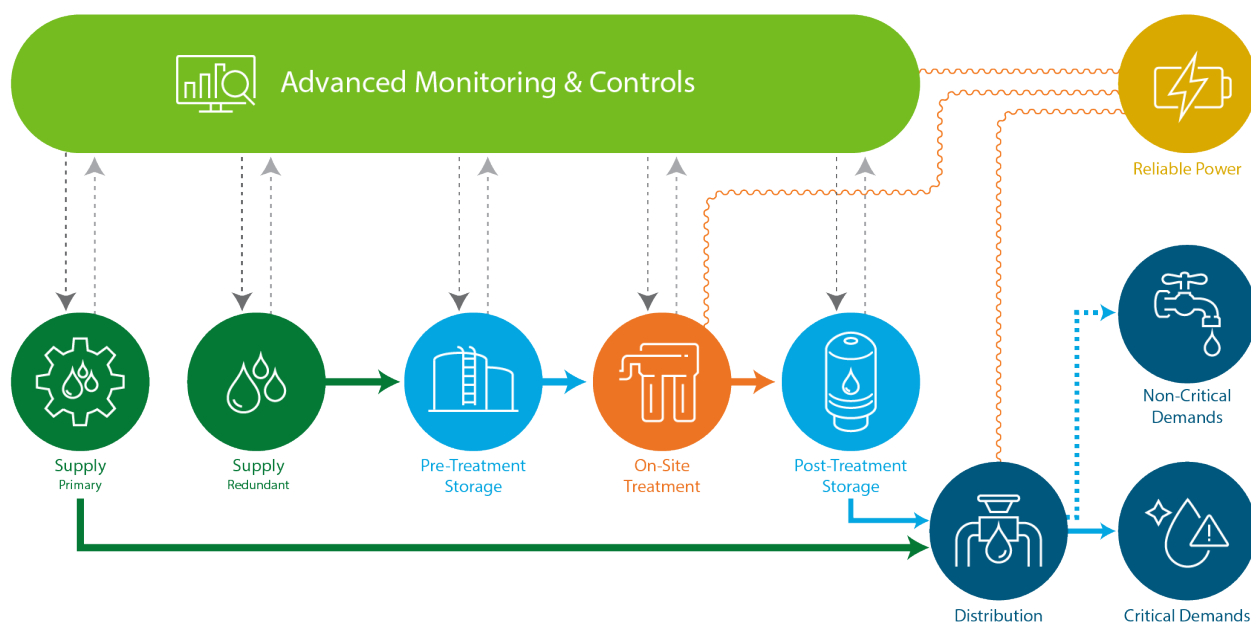 Advanced Monitoring & Controls
Reliable Power
Non-Critical
Demands
Supply
Primary
Supply
Redundant
Pre-Treatment
Storage
On-Site
Treatment
Post-Treatment
Storage
Distribution
Critical Demands